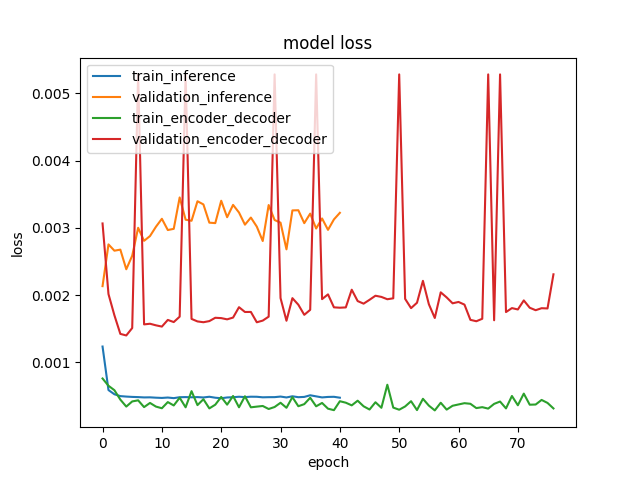 model loss
train_inference
validation_inference
train_encoder_decoder
validation_encoder_decoder
loss
0.005
0.004
0.003
0.002
0.001
0 10 20 30 40 50 60 70
epoch